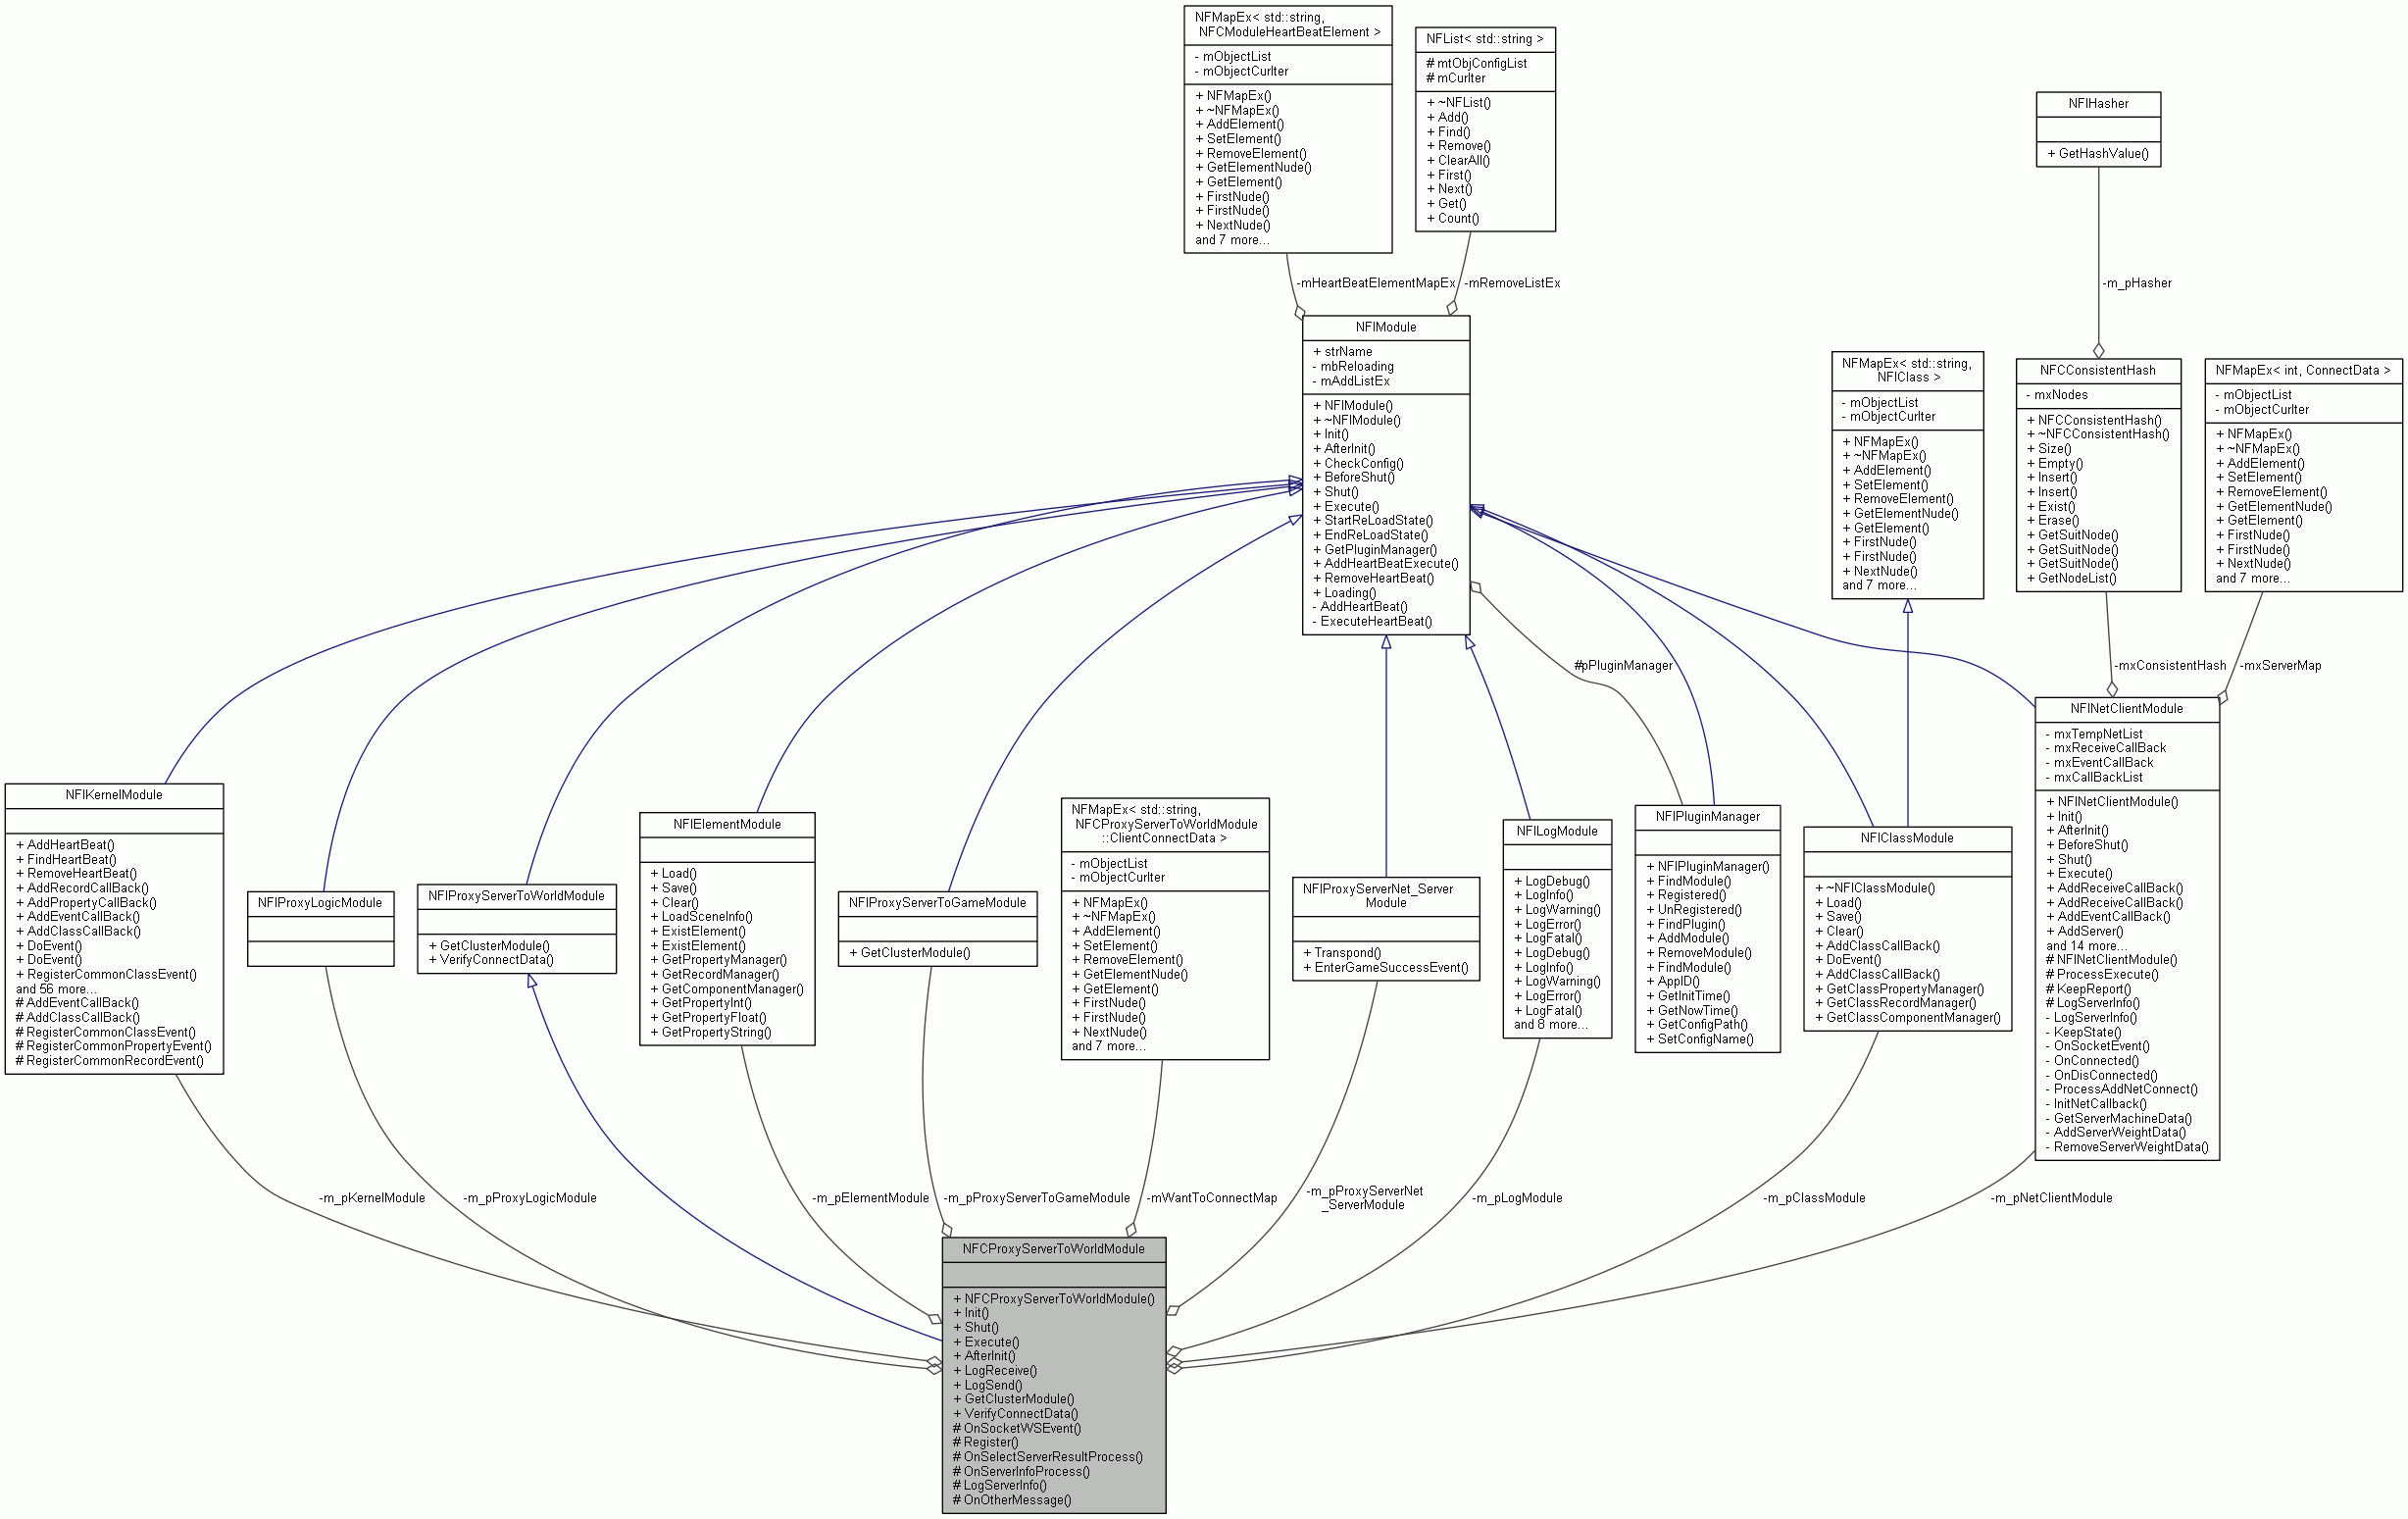 NFMapEx< std::string,
NFCModuleHeartBeatElement >
- mObjectList
- mObjectCurIter
+ NFMapEx()
+ ~NFMapEx()
+ AddElement()
+ SetElement()
+ RemoveElement()
+ GetElementNude()
+ GetElement()
+ FirstNude()
+ FirstNude()
+ NextNude()
and 7 more...
NFList< std::string >
# mtObjConfigList
# mCurIter
+ ~NFList()
+ Add()
+ Find()
+ Remove()
+ ClearAll()
+ First()
+ Next()
+ Get()
+ Count()
NFIHasher
+ GetHashValue()
-mHeartBeatElementMapEx
-mRemoveListEx
-m_pHasher
NFIModule
+ strName
- mbReloading
- mAddListEx
+ NFIModule()
+ ~NFIModule()
+ Init()
+ AfterInit()
+ CheckConfig()
+ BeforeShut()
+ Shut()
+ Execute()
+ StartReLoadState()
+ EndReLoadState()
+ GetPluginManager()
+ AddHeartBeatExecute()
+ RemoveHeartBeat()
+ Loading()
- AddHeartBeat()
- ExecuteHeartBeat()
NFMapEx< std::string,
NFIClass >
- mObjectList
- mObjectCurIter
+ NFMapEx()
+ ~NFMapEx()
+ AddElement()
+ SetElement()
+ RemoveElement()
+ GetElementNude()
+ GetElement()
+ FirstNude()
+ FirstNude()
+ NextNude()
and 7 more...
NFCConsistentHash
- mxNodes
+ NFCConsistentHash()
+ ~NFCConsistentHash()
+ Size()
+ Empty()
+ Insert()
+ Insert()
+ Exist()
+ Erase()
+ GetSuitNode()
+ GetSuitNode()
+ GetSuitNode()
+ GetNodeList()
NFMapEx< int, ConnectData >
- mObjectList
- mObjectCurIter
+ NFMapEx()
+ ~NFMapEx()
+ AddElement()
+ SetElement()
+ RemoveElement()
+ GetElementNude()
+ GetElement()
+ FirstNude()
+ FirstNude()
+ NextNude()
and 7 more...
#pPluginManager
-mxConsistentHash
-mxServerMap
NFIKernelModule
+ AddHeartBeat()
+ FindHeartBeat()
+ RemoveHeartBeat()
+ AddRecordCallBack()
+ AddPropertyCallBack()
+ AddEventCallBack()
+ AddClassCallBack()
+ DoEvent()
+ DoEvent()
+ RegisterCommonClassEvent()
and 56 more...
# AddEventCallBack()
# AddClassCallBack()
# RegisterCommonClassEvent()
# RegisterCommonPropertyEvent()
# RegisterCommonRecordEvent()
NFIProxyLogicModule
NFIProxyServerToWorldModule
+ GetClusterModule()
+ VerifyConnectData()
NFIElementModule
+ Load()
+ Save()
+ Clear()
+ LoadSceneInfo()
+ ExistElement()
+ ExistElement()
+ GetPropertyManager()
+ GetRecordManager()
+ GetComponentManager()
+ GetPropertyInt()
+ GetPropertyFloat()
+ GetPropertyString()
NFIProxyServerToGameModule
+ GetClusterModule()
NFMapEx< std::string,
NFCProxyServerToWorldModule
::ClientConnectData >
- mObjectList
- mObjectCurIter
+ NFMapEx()
+ ~NFMapEx()
+ AddElement()
+ SetElement()
+ RemoveElement()
+ GetElementNude()
+ GetElement()
+ FirstNude()
+ FirstNude()
+ NextNude()
and 7 more...
NFIProxyServerNet_Server
Module
+ Transpond()
+ EnterGameSuccessEvent()
NFILogModule
+ LogDebug()
+ LogInfo()
+ LogWarning()
+ LogError()
+ LogFatal()
+ LogDebug()
+ LogInfo()
+ LogWarning()
+ LogError()
+ LogFatal()
and 8 more...
NFIPluginManager
+ NFIPluginManager()
+ FindModule()
+ Registered()
+ UnRegistered()
+ FindPlugin()
+ AddModule()
+ RemoveModule()
+ FindModule()
+ AppID()
+ GetInitTime()
+ GetNowTime()
+ GetConfigPath()
+ SetConfigName()
NFIClassModule
+ ~NFIClassModule()
+ Load()
+ Save()
+ Clear()
+ AddClassCallBack()
+ DoEvent()
+ AddClassCallBack()
+ GetClassPropertyManager()
+ GetClassRecordManager()
+ GetClassComponentManager()
NFINetClientModule
- mxTempNetList
- mxReceiveCallBack
- mxEventCallBack
- mxCallBackList
+ NFINetClientModule()
+ Init()
+ AfterInit()
+ BeforeShut()
+ Shut()
+ Execute()
+ AddReceiveCallBack()
+ AddReceiveCallBack()
+ AddEventCallBack()
+ AddServer()
and 14 more...
# NFINetClientModule()
# ProcessExecute()
# KeepReport()
# LogServerInfo()
- LogServerInfo()
- KeepState()
- OnSocketEvent()
- OnConnected()
- OnDisConnected()
- ProcessAddNetConnect()
- InitNetCallback()
- GetServerMachineData()
- AddServerWeightData()
- RemoveServerWeightData()
-m_pKernelModule
-m_pProxyLogicModule
-m_pElementModule
-m_pProxyServerToGameModule
-mWantToConnectMap
-m_pProxyServerNet
_ServerModule
-m_pLogModule
-m_pClassModule
-m_pNetClientModule
NFCProxyServerToWorldModule
+ NFCProxyServerToWorldModule()
+ Init()
+ Shut()
+ Execute()
+ AfterInit()
+ LogReceive()
+ LogSend()
+ GetClusterModule()
+ VerifyConnectData()
# OnSocketWSEvent()
# Register()
# OnSelectServerResultProcess()
# OnServerInfoProcess()
# LogServerInfo()
# OnOtherMessage()